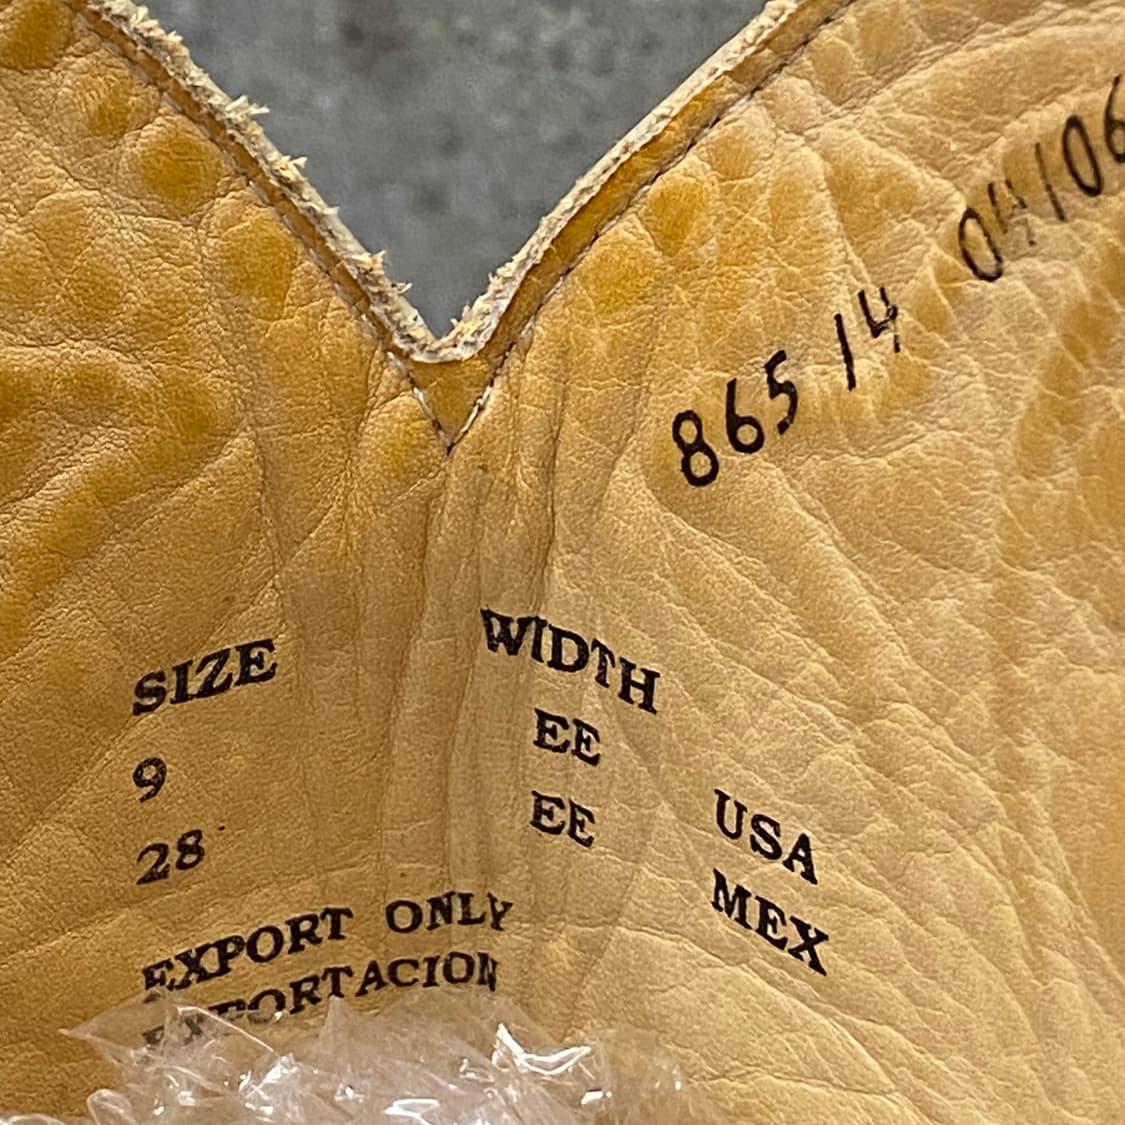 865 14 04106
SIZE WIDTH
9 EE USA
28 EE MEX
EXPORT ONLY
EXPORTACION